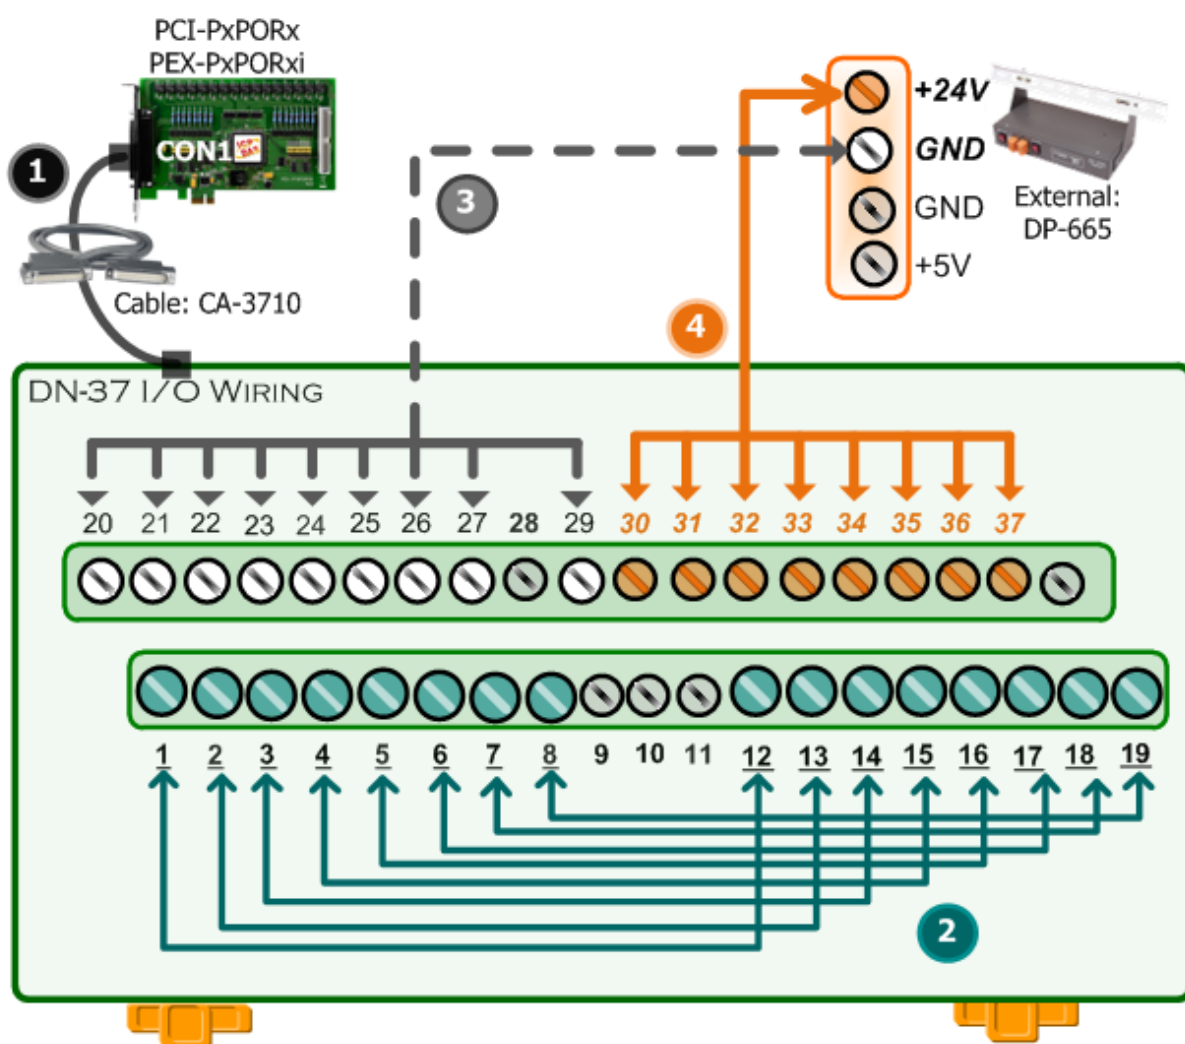 PCI-PxPORx
PEX-PxPORxi
1
CON1
Cable: CA-3710
3
+24V
GND
GND
+5V
External:
DP-665
4
DN-37 I/O WIRING
20 21 22 23 24 25 26 27 28 29 30 31 32 33 34 35 36 37
1 2 3 4 5 6 7 8 9 10 11 12 13 14 15 16 17 18 19
2